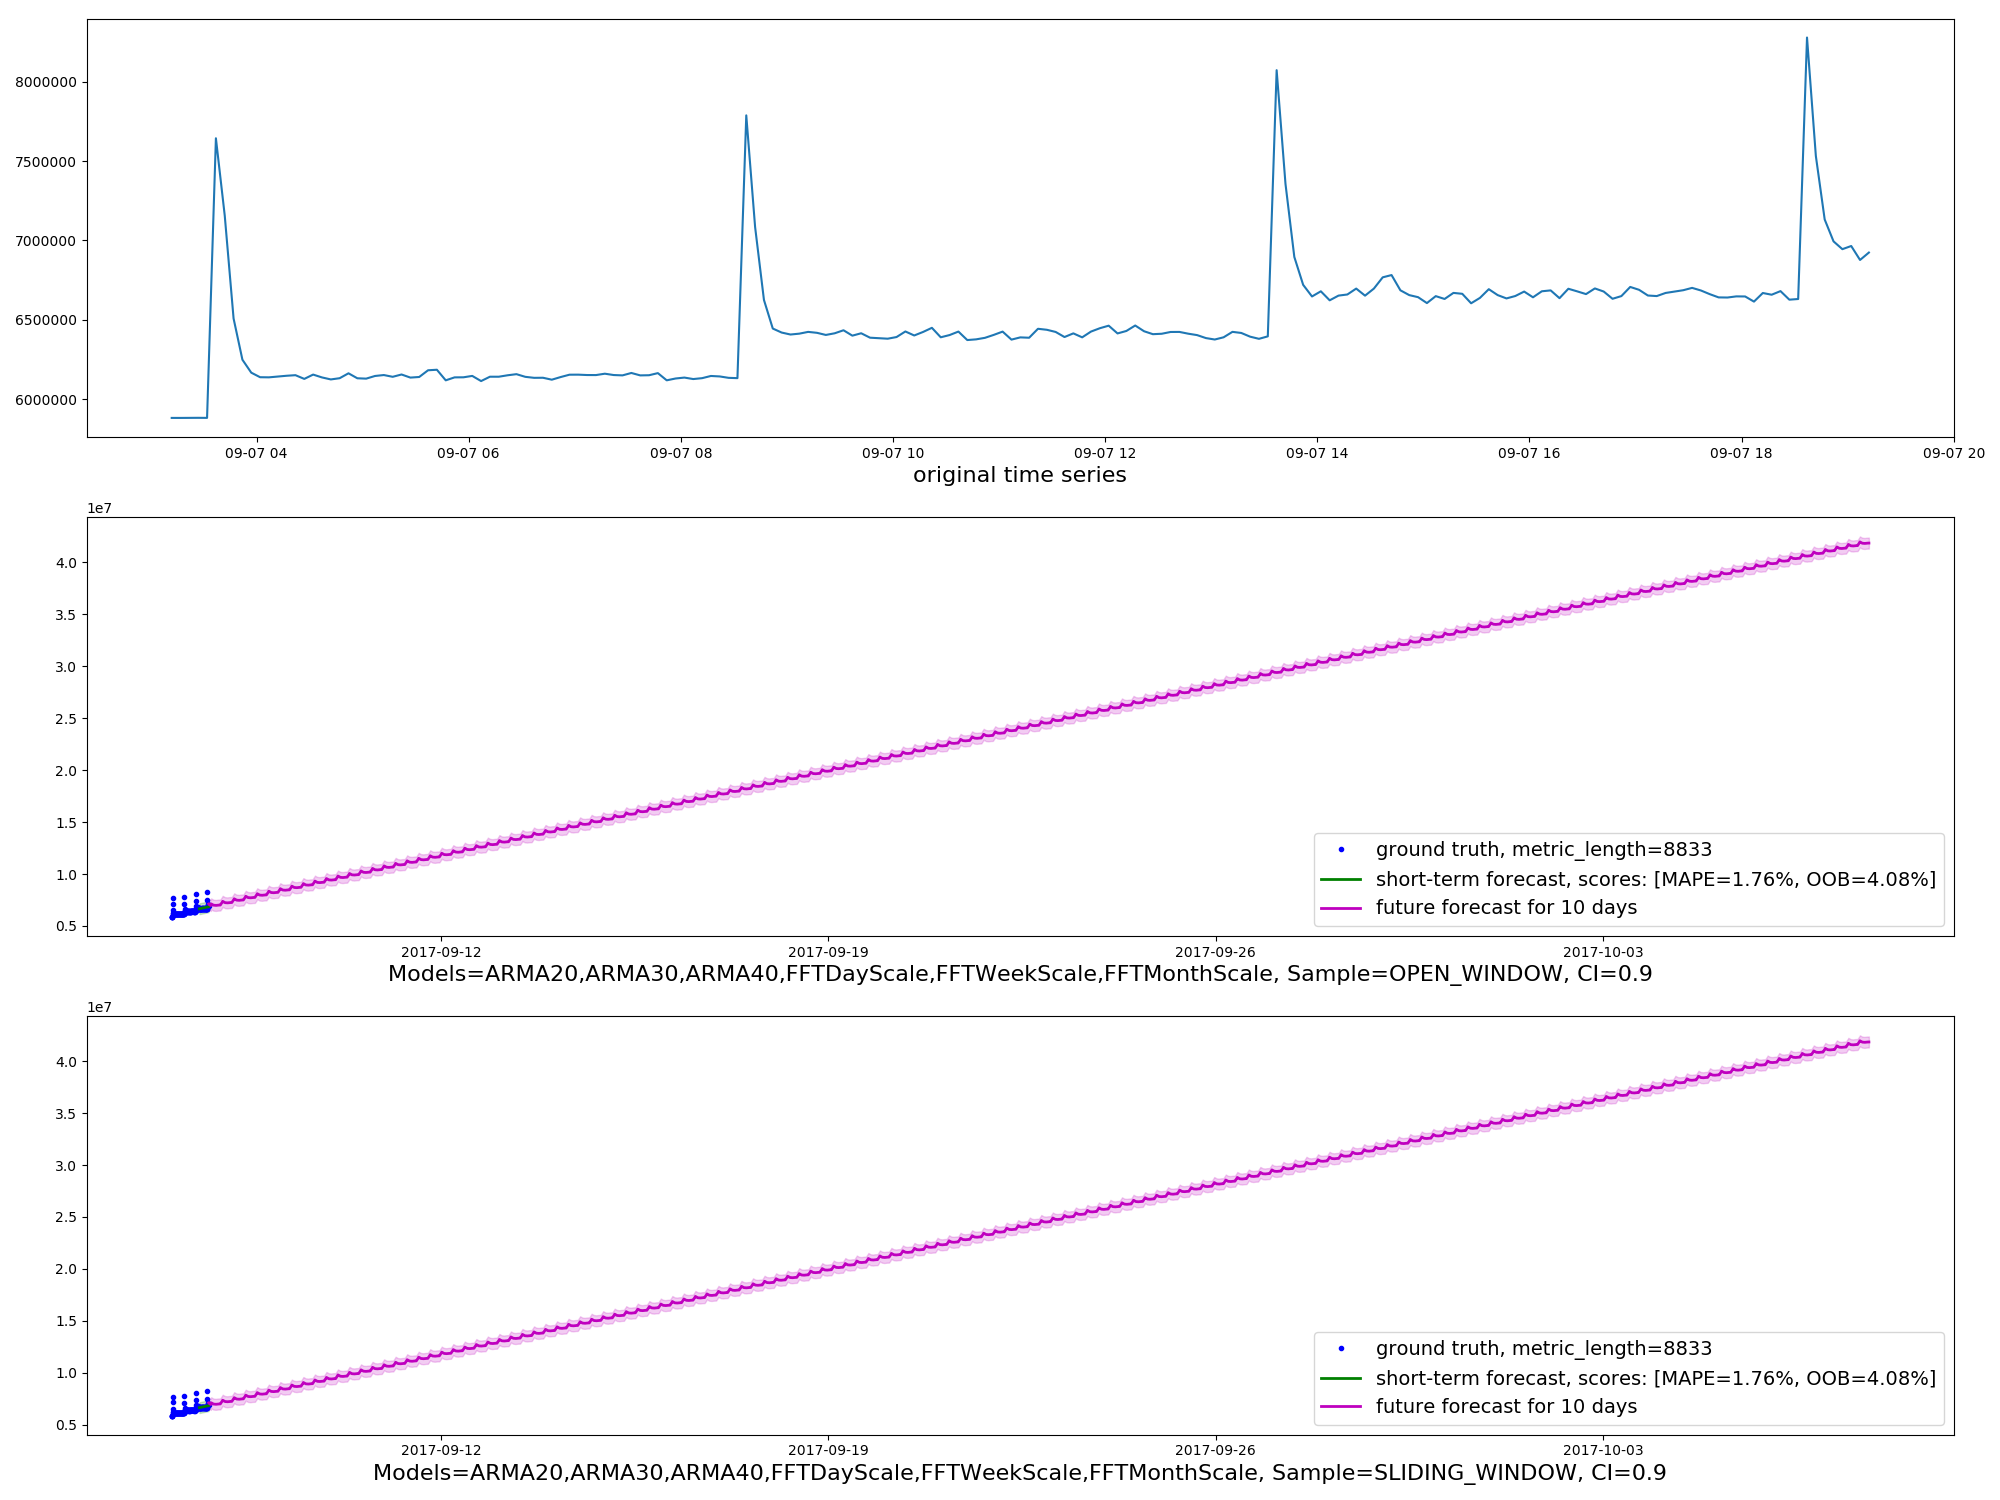 8000000
7500000
7000000
6500000
6000000
09-07 04 09-07 06 09-07 08 09-07 10 09-07 12 09-07 14 09-07 16 09-07 18 09-07 20
original time series
1e7
4.0
3.5
3.0
2.5
2.0
1.5
1.0
0.5
ground truth, metric_length=8833
short-term forecast, scores: [MAPE=1.76%, OOB=4.08%]
future forecast for 10 days
2017-09-12 2017-09-19 2017-09-26 2017-10-03
Models=ARMA20,ARMA30,ARMA40,FFTDayScale,FFTWeekScale,FFTMonthScale, Sample=OPEN_WINDOW, CI=0.9
1e7
4.0
3.5
3.0
2.5
2.0
1.5
1.0
0.5
ground truth, metric_length=8833
short-term forecast, scores: [MAPE=1.76%, OOB=4.08%]
future forecast for 10 days
2017-09-12 2017-09-19 2017-09-26 2017-10-03
Models=ARMA20,ARMA30,ARMA40,FFTDayScale,FFTWeekScale,FFTMonthScale, Sample=SLIDING_WINDOW, CI=0.9